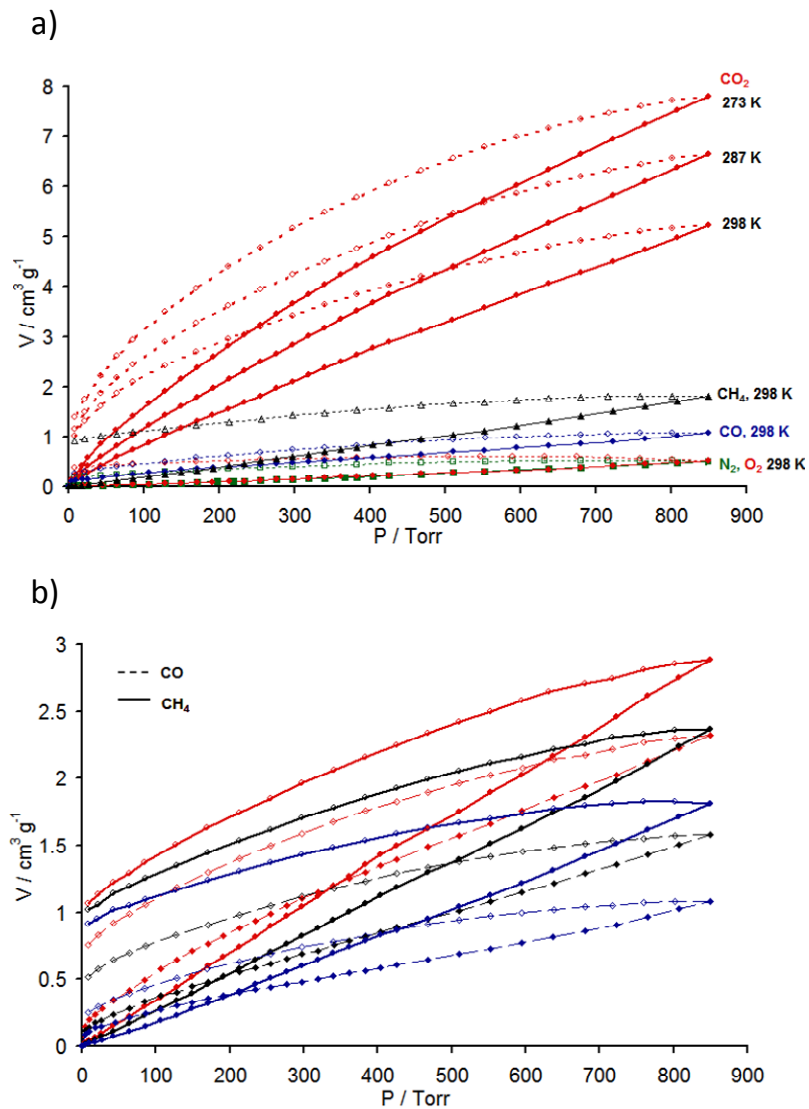 a)
V / cm³ g⁻¹
8
7
6
5
4
3
2
1
0
CO₂
273 K
287 K
298 K
CH₄, 298 K
CO, 298 K
N₂, O₂ 298 K
0 100 200 300 400 500 600 700 800 900
P / Torr
b)
V / cm³ g⁻¹
3
2.5
2
1.5
1
0.5
0
CO
CH₄
0 100 200 300 400 500 600 700 800 900
P / Torr